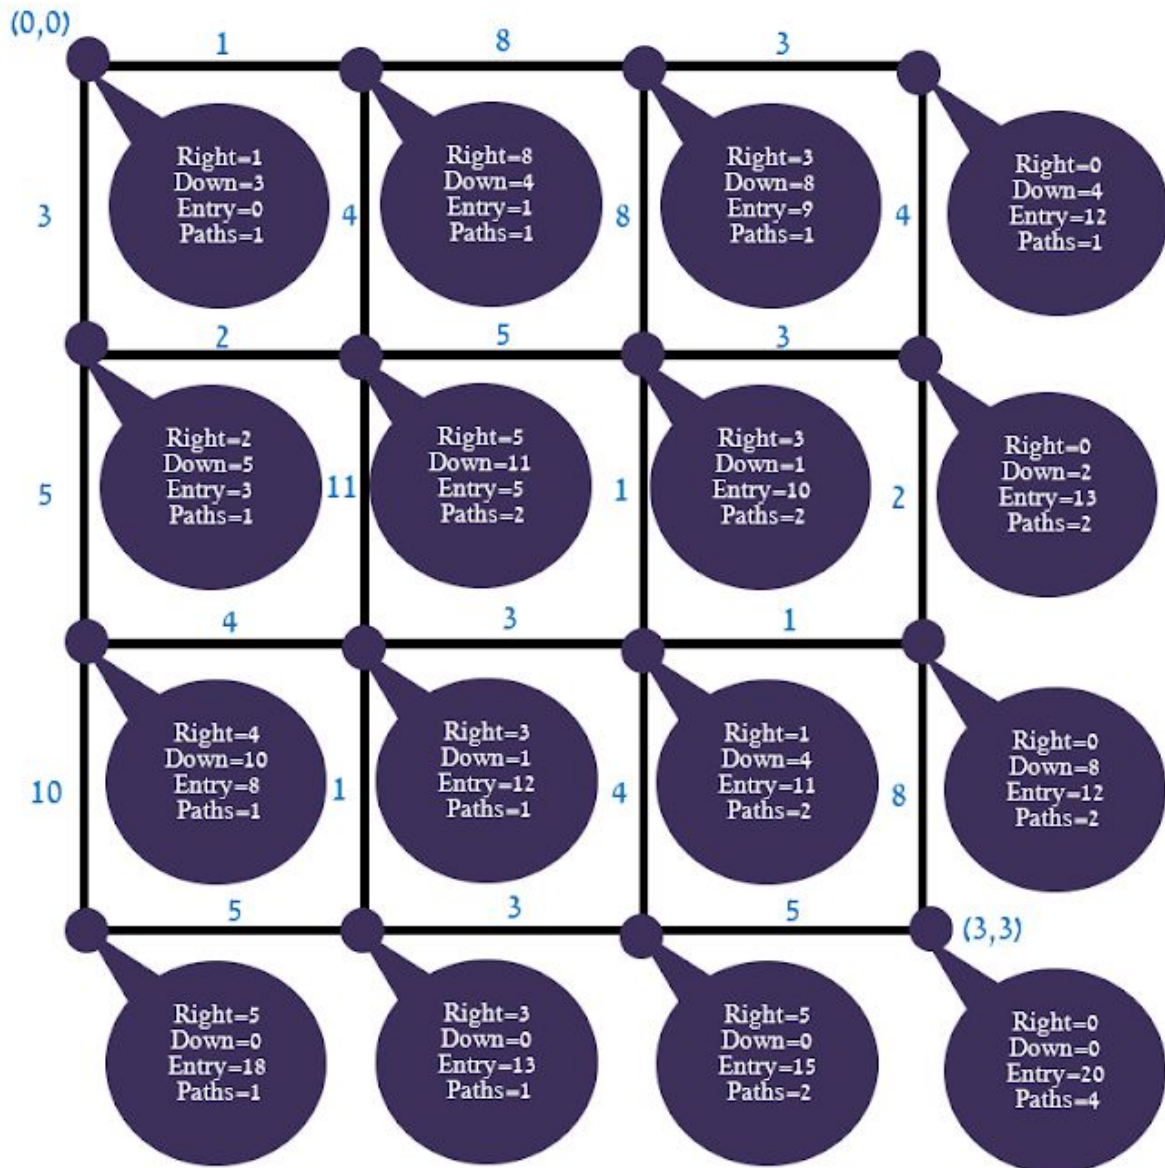 (0,0)
1
8
3
Right=1
Down=3
Entry=0
Paths=1
Right=8
Down=4
Entry=1
Paths=1
Right=3
Down=8
Entry=9
Paths=1
Right=0
Down=4
Entry=12
Paths=1
3
4
8
4
2
5
3
Right=2
Down=5
Entry=3
Paths=1
Right=5
Down=11
Entry=5
Paths=2
Right=3
Down=1
Entry=10
Paths=2
Right=0
Down=2
Entry=13
Paths=2
5
11
1
2
4
3
1
Right=4
Down=10
Entry=8
Paths=1
Right=3
Down=1
Entry=12
Paths=1
Right=1
Down=4
Entry=11
Paths=2
Right=0
Down=8
Entry=12
Paths=2
10
1
4
8
5
3
5
(3,3)
Right=5
Down=0
Entry=18
Paths=1
Right=3
Down=0
Entry=13
Paths=1
Right=5
Down=0
Entry=15
Paths=2
Right=0
Down=0
Entry=20
Paths=4